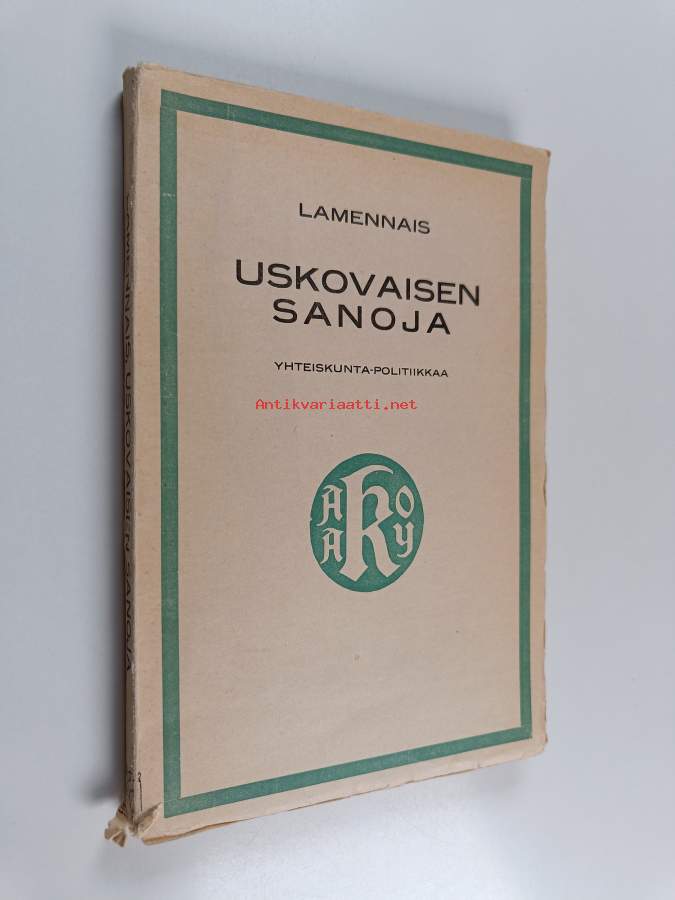 LAMENNAIS
USKOVAISEN
SANOJA
YHTEISKUNTA-POLITIIKKAA
Antikvariaatti.net
A K O
A Y
LAMENNAIS, USKOVAISEN SANOJA